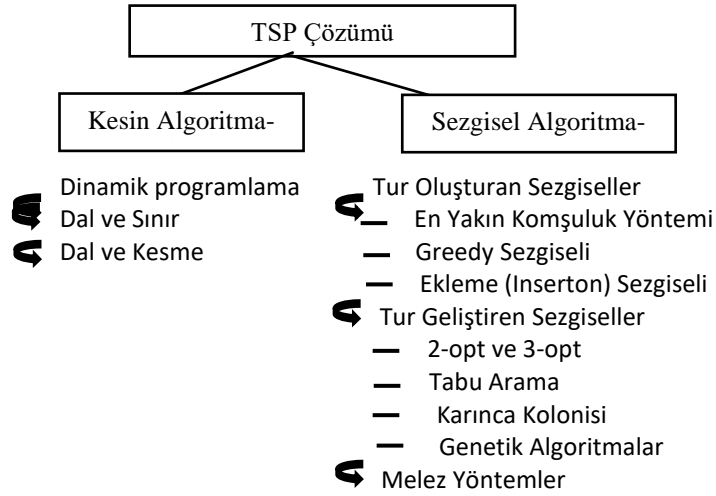 TSP Çözümü
Kesin Algoritma-
Dinamik programlama
Dal ve Sınır
Dal ve Kesme
Sezgisel Algoritma-
Tur Oluşturan Sezgiseller
En Yakın Komşuluk Yöntemi
Greedy Sezgiseli
Ekleme (Inserton) Sezgiseli
Tur Geliştiren Sezgiseller
2-opt ve 3-opt
Tabu Arama
Karınca Kolonisi
Genetik Algoritmalar
Melez Yöntemler